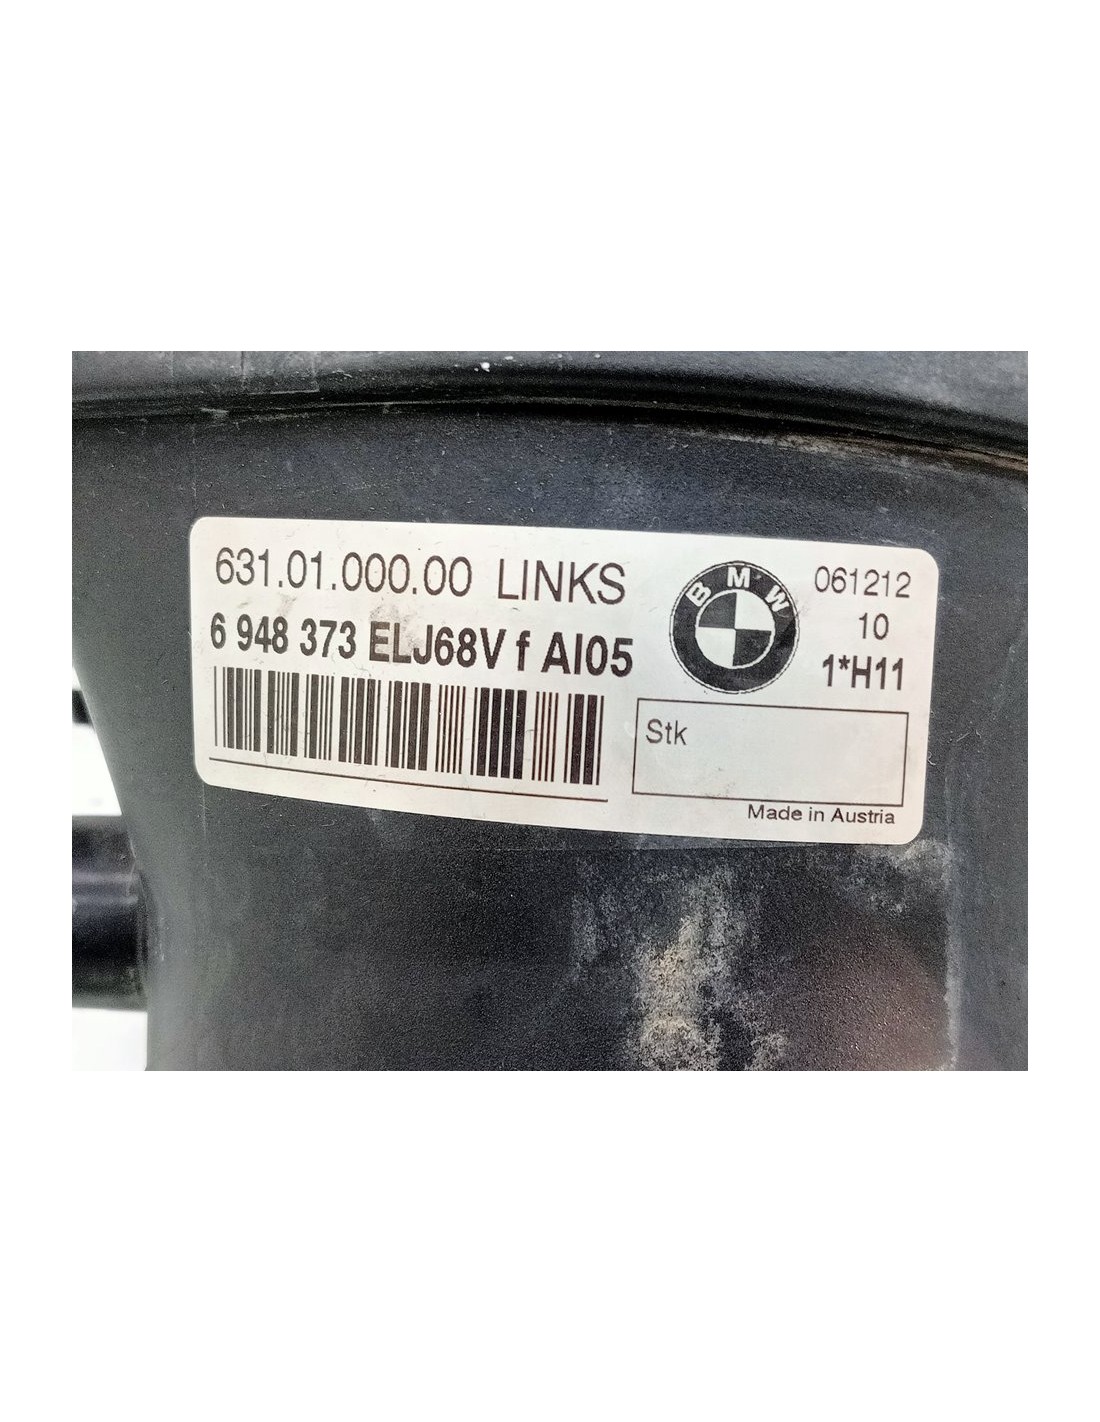 631.01.000.00 LINKS
6 948 373 ELJ68V f AI05
BMW
061212
10
1*H11
Stk
Made in Austria